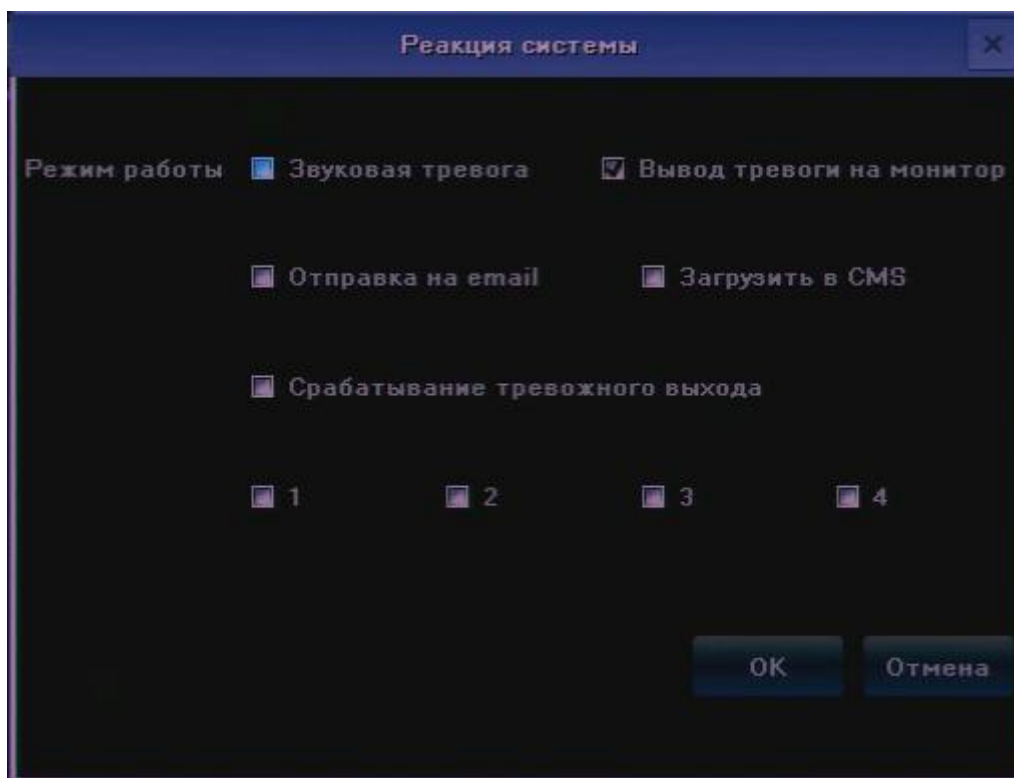 Реакция системы
Режим работы Звуковая тревога Вывод тревоги на монитор
Отправка на email Загрузить в CMS
Срабатывание тревожного выхода
1 2 3 4
OK Отмена